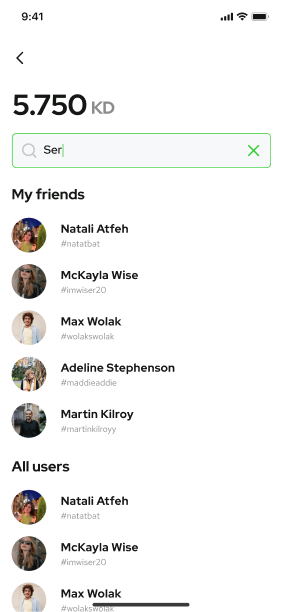 9:41
5.750 KD
Ser
My friends
Natali Atfeh
#natatbat
McKayla Wise
#imwiser20
Max Wolak
#wolakswolak
Adeline Stephenson
#maddieaddie
Martin Kilroy
#martinkilroyy
All users
Natali Atfeh
#natatbat
McKayla Wise
#imwiser20
Max Wolak
#wolakswolak